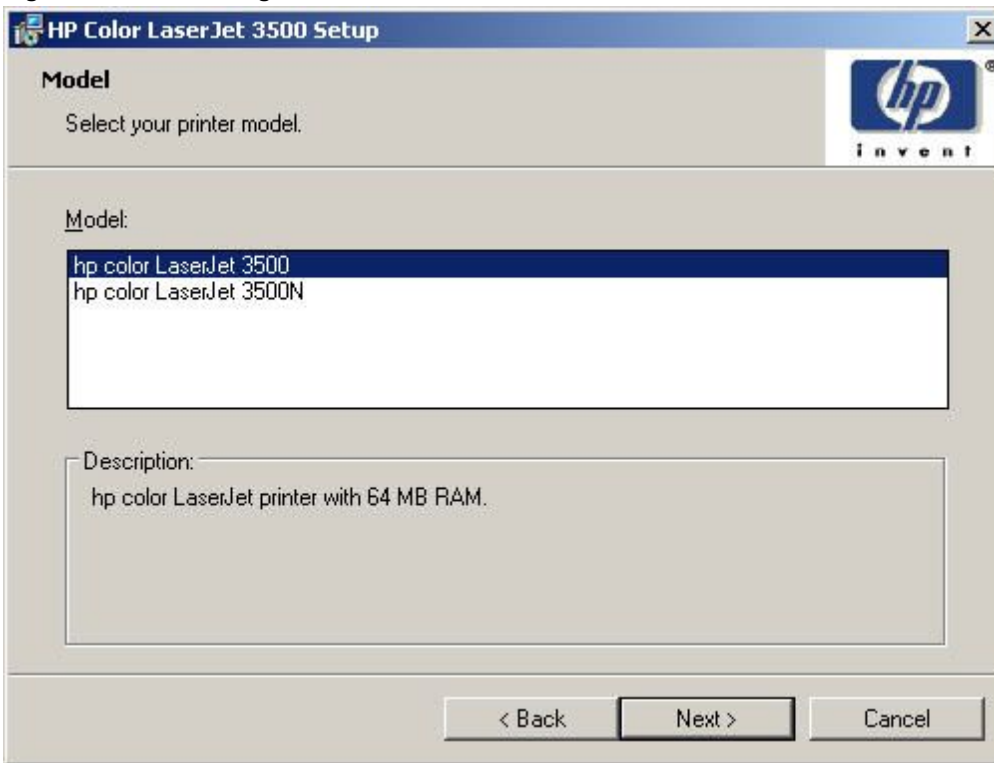 HP Color LaserJet 3500 Setup
Model
Select your printer model.
hp
®
invent
Model:
hp color LaserJet 3500
hp color LaserJet 3500N
Description:
hp color LaserJet printer with 64 MB RAM.
< Back
Next >
Cancel